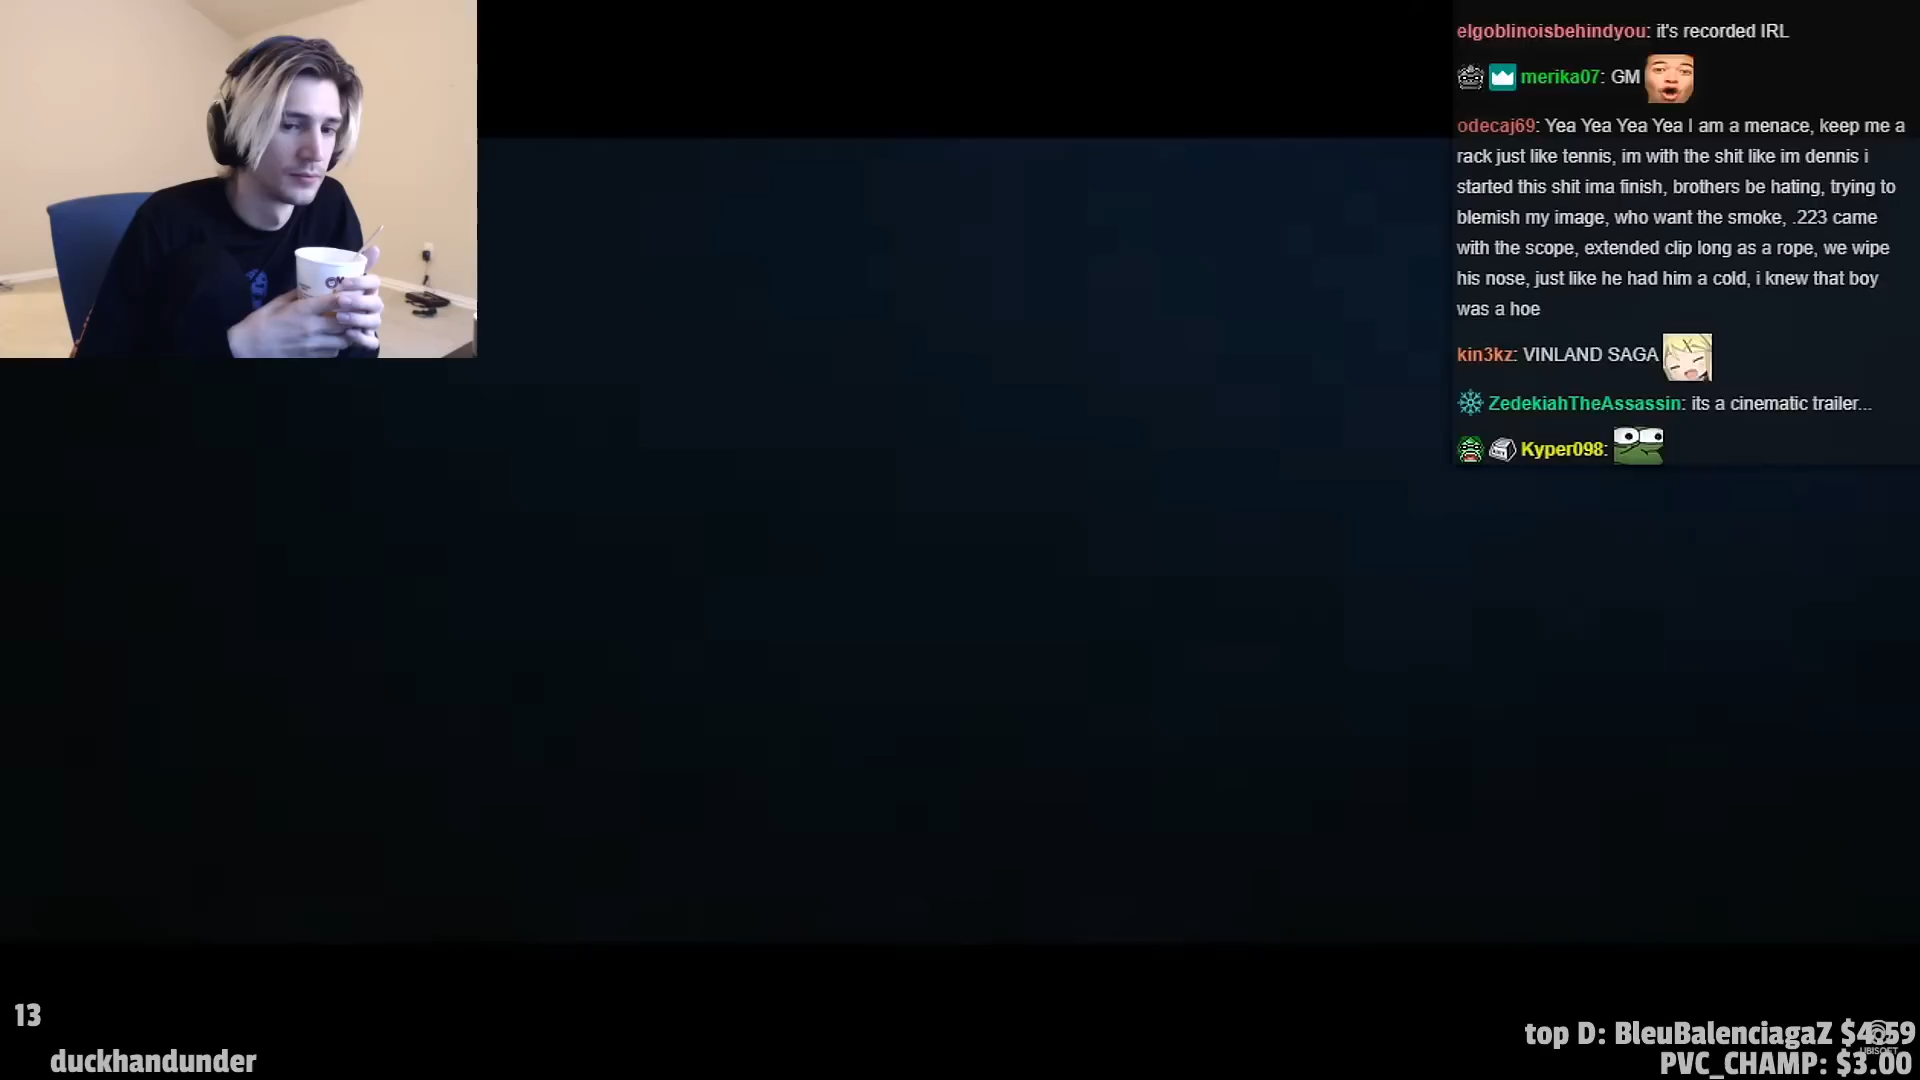 elgoblinoisbehindyou: it's recorded IRL
merika07: GM
odecaj69: Yea Yea Yea Yea I am a menace, keep me a
rack just like tennis, im with the shit like im dennis i
started this shit ima finish, brothers be hating, trying to
blemish my image, who want the smoke, .223 came
with the scope, extended clip long as a rope, we wipe
his nose, just like he had him a cold, i knew that boy
was a hoe
kin3kz: VINLAND SAGA
ZedekiahTheAssassin: its a cinematic trailer...
Kyper098:
13
duckhandunder
top D: BleuBalenciagaZ $4.59
UBISOFT
PVC_CHAMP: $3.00